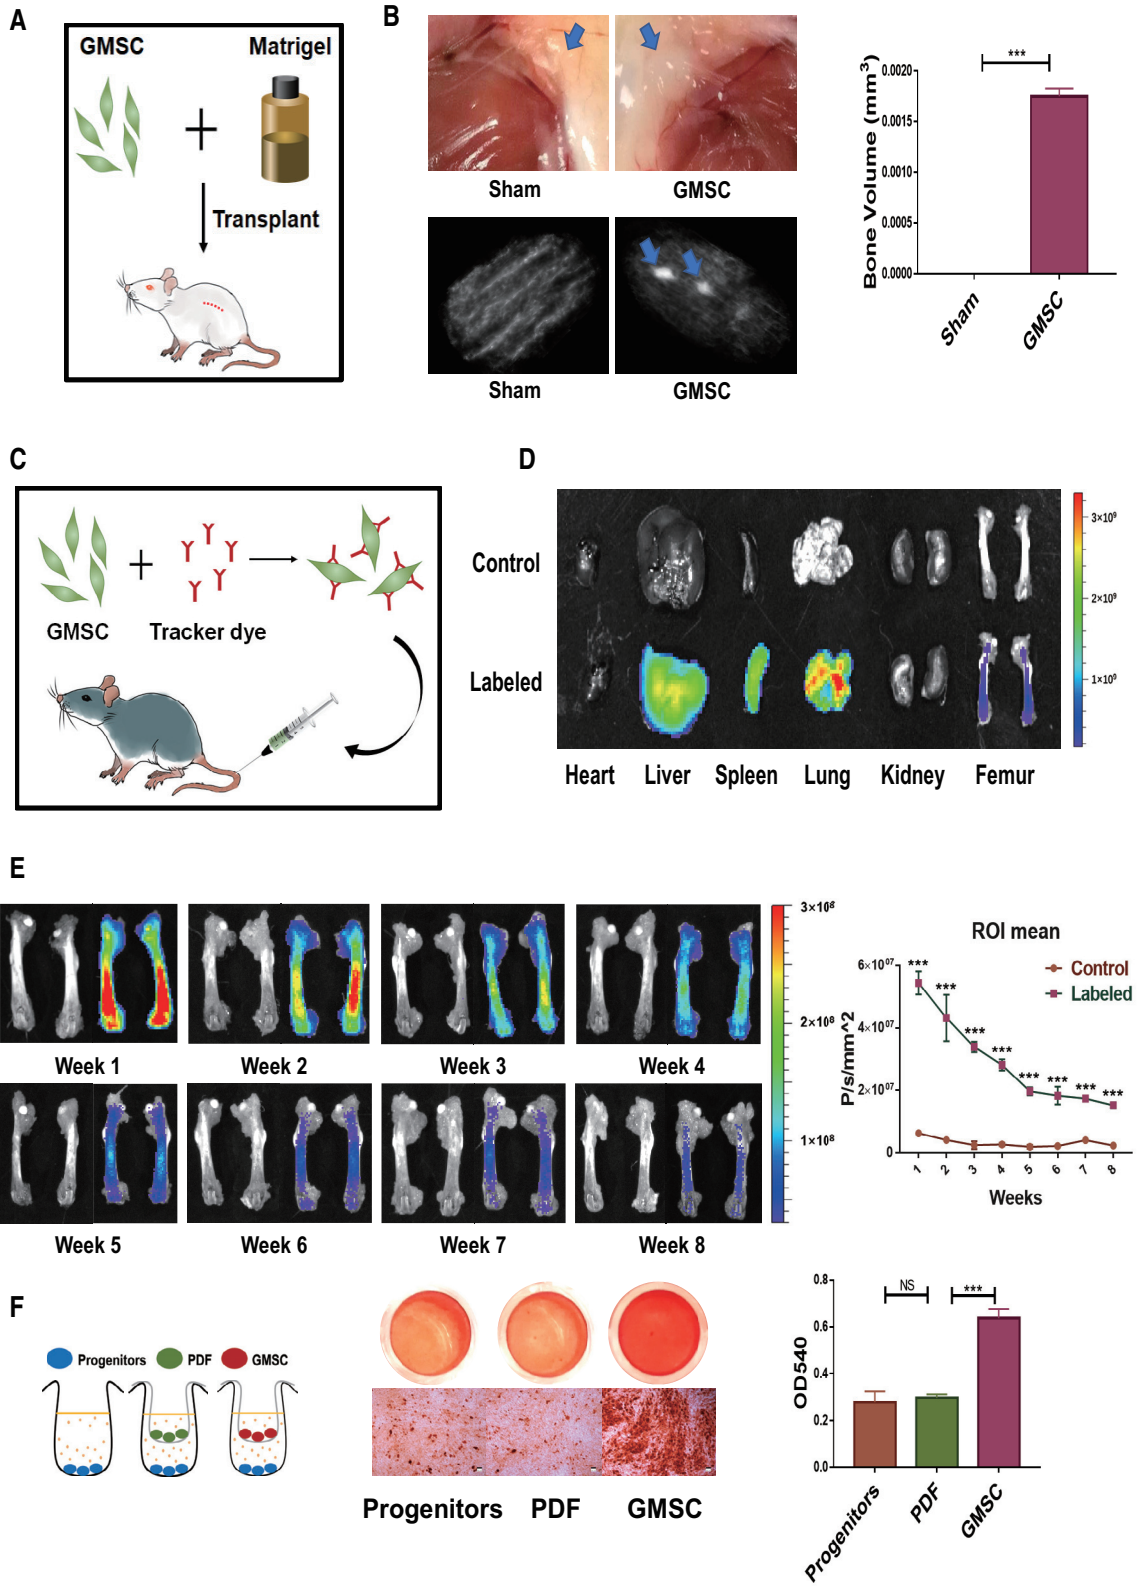 A
GMSC
Matrigel
Transplant
B
Sham
GMSC
Sham
GMSC
Bone Volume (mm³)
0.0020
0.0015
0.0010
0.0005
0.0000
***
Sham
GMSC
C
GMSC
Tracker dye
D
Control
Labeled
Heart
Liver
Spleen
Lung
Kidney
Femur
3×10⁹
2×10⁹
1×10⁹
E
Week 1
Week 2
Week 3
Week 4
Week 5
Week 6
Week 7
Week 8
3×10⁸
2×10⁸
1×10⁸
ROI mean
Control
Labeled
P/s/mm^2
6×10⁰⁷
4×10⁰⁷
2×10⁰⁷
0
*** *** *** *** *** *** *** ***
1 2 3 4 5 6 7 8
Weeks
F
Progenitors
PDF
GMSC
Progenitors
PDF
GMSC
OD540
0.8
0.6
0.4
0.2
0.0
NS
***
Progenitors
PDF
GMSC